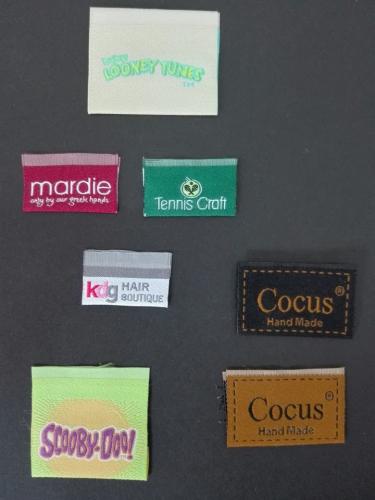 baby
LOONEY TUNES
mardie
only by our greek hands
Tennis Craft
kdg HAIR
BOUTIQUE
Cocus®
Hand Made
SCOOBY-DOO!
Cocus®
Hand Made